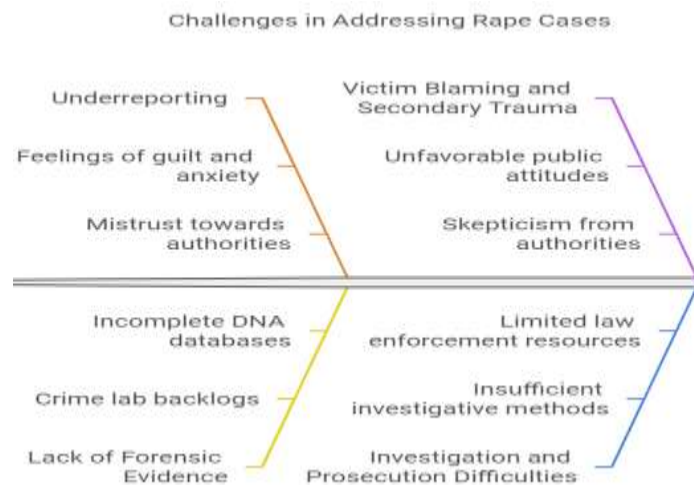 Challenges in Addressing Rape Cases
Underreporting
Feelings of guilt and
anxiety
Mistrust towards
authorities
Victim Blaming and
Secondary Trauma
Unfavorable public
attitudes
Skepticism from
authorities
Incomplete DNA
databases
Crime lab backlogs
Lack of Forensic
Evidence
Limited law
enforcement resources
Insufficient
investigative methods
Investigation and
Prosecution Difficulties